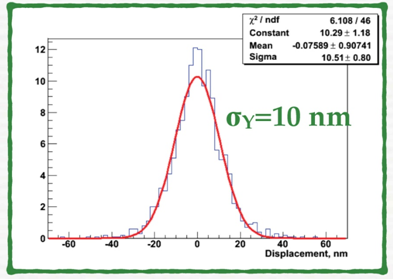 χ² / ndf 6.108 / 46
Constant 10.29 ± 1.18
Mean -0.07589 ± 0.90741
Sigma 10.51 ± 0.80
12
10
8
6
4
2
0
σY=10 nm
-60 -40 -20 0 20 40 60
Displacement, nm